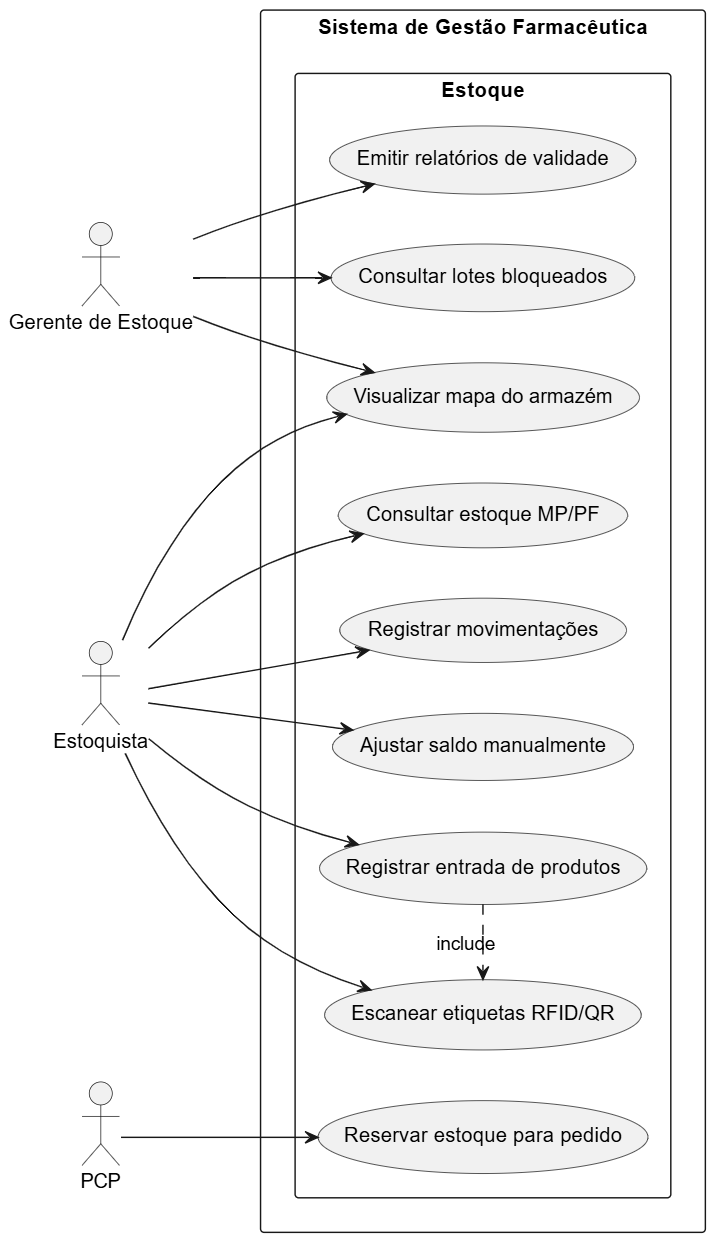 Sistema de Gestão Farmacêutica
Estoque
Emitir relatórios de validade
Consultar lotes bloqueados
Gerente de Estoque
Visualizar mapa do armazém
Consultar estoque MP/PF
Registrar movimentações
Estoquista
Ajustar saldo manualmente
Registrar entrada de produtos
include
Escanear etiquetas RFID/QR
Reservar estoque para pedido
PCP